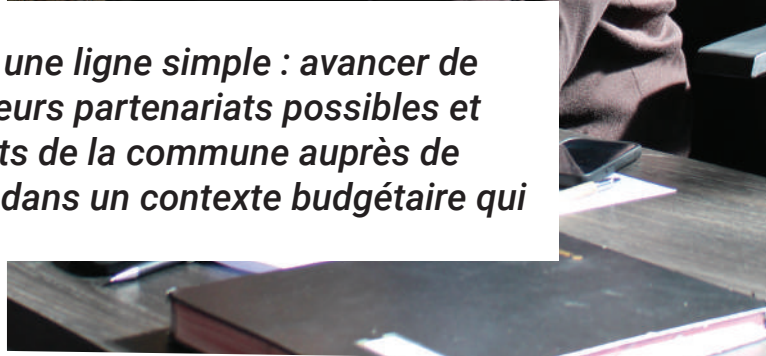 une ligne simple : avancer de
eurs partenariats possibles et
ts de la commune auprès de
dans un contexte budgétaire qui